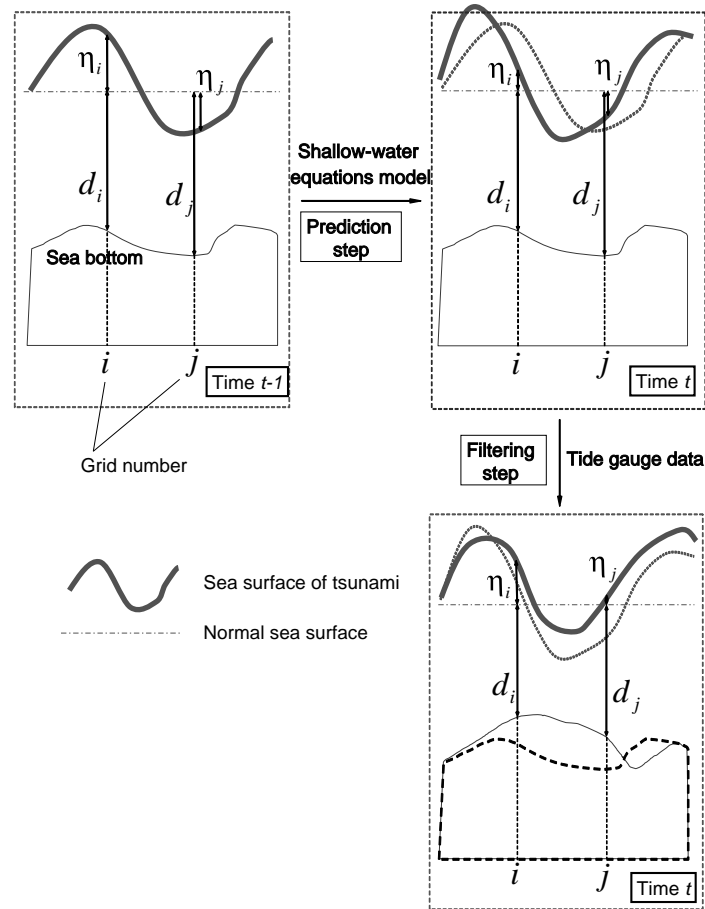 η_i
η_j
d_i
d_j
Sea bottom
i
j
Time t-1
Grid number
Shallow-water
equations model
Prediction
step
η_i
η_j
d_i
d_j
i
j
Time t
Filtering
step
Tide gauge data
Sea surface of tsunami
Normal sea surface
η_i
η_j
d_i
d_j
i
j
Time t